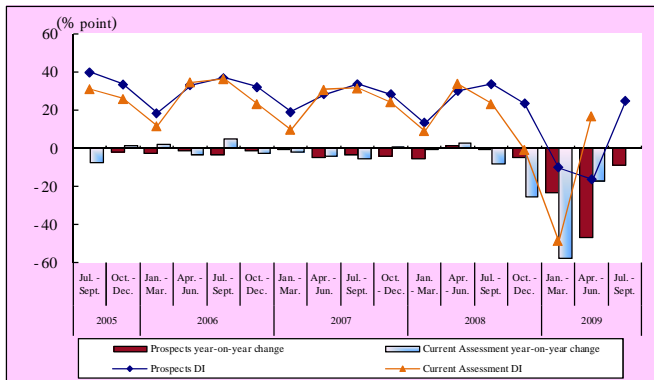 (% point)
60
40
20
0
-20
-40
-60
Jul. - Oct. - Jan. - Apr. - Jul. - Oct. - Jan. - Apr. - Jul. - Oct. Jan. Apr. Jul. - Oct. - Jan. - Apr. - Jul. -
Sept. Dec. Mar. Jun. Sept. Dec. Mar. Jun. Sept. - Dec. - Mar. - Jun. Sept. Dec. Mar. Jun. Sept.
2005 2006 2007 2008 2009
Prospects year-on-year change Current Assessment year-on-year change
Prospects DI Current Assessment DI